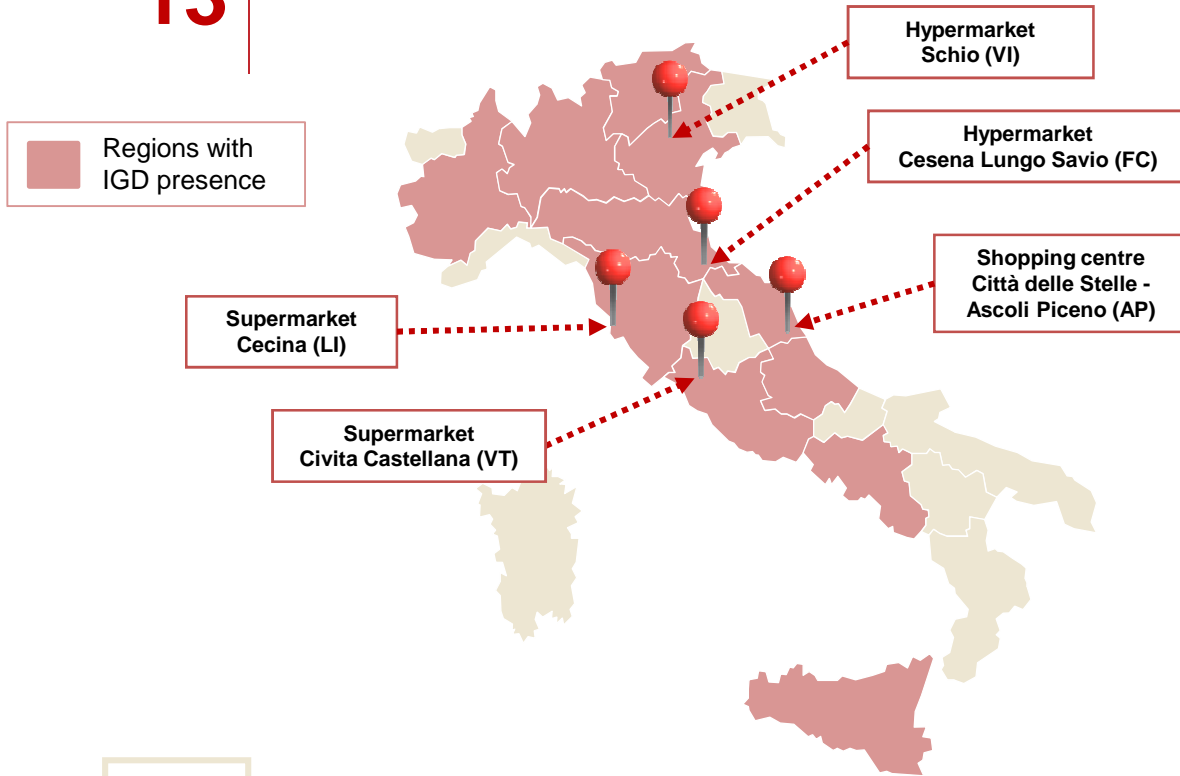 13
Hypermarket
Schio (VI)
Regions with
IGD presence
Hypermarket
Cesena Lungo Savio (FC)
Shopping centre
Città delle Stelle -
Ascoli Piceno (AP)
Supermarket
Cecina (LI)
Supermarket
Civita Castellana (VT)